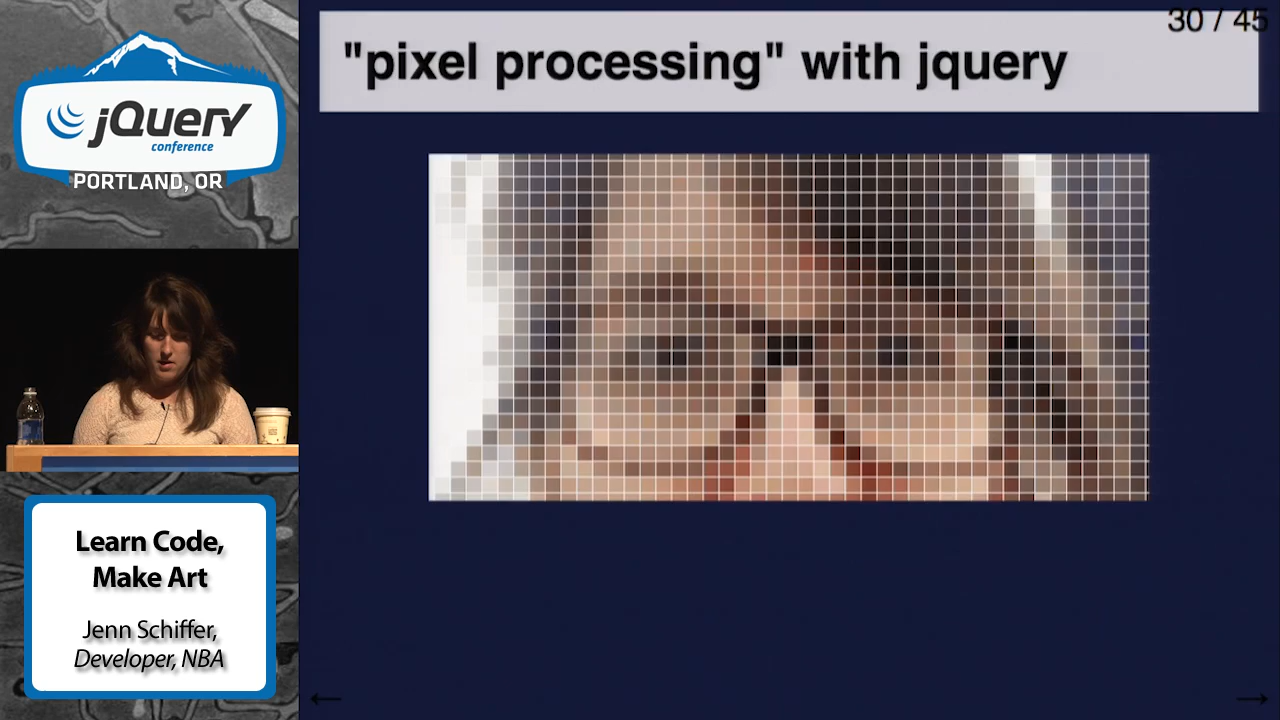 jQuery
conference
PORTLAND, OR
Learn Code,
Make Art
Jenn Schiffer,
Developer, NBA
30 / 45
"pixel processing" with jquery
← →